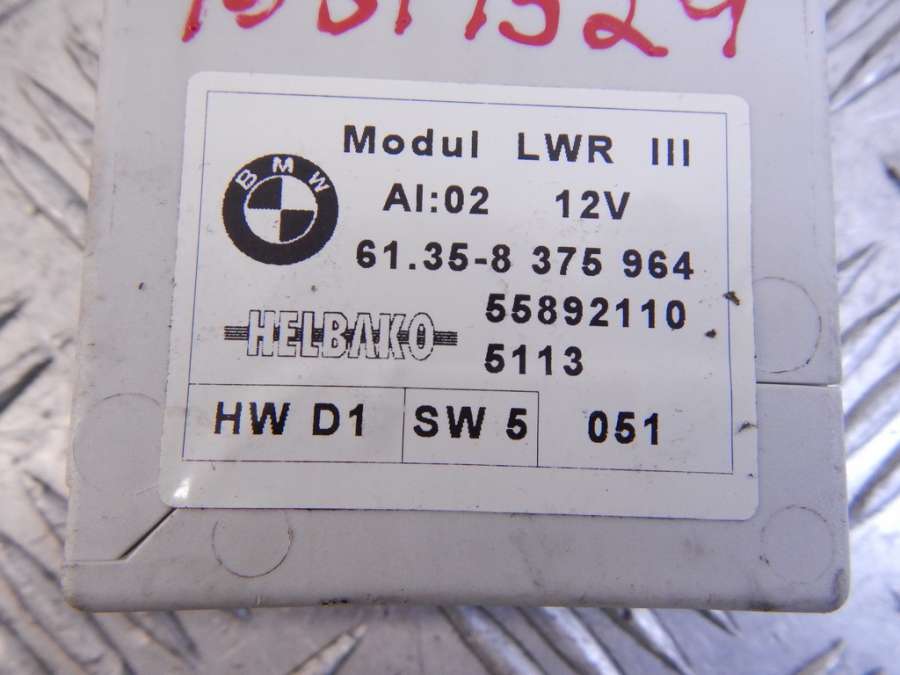 Modul LWR III
BMW
AI:02 12V
61.35-8 375 964
55892110
HELBAKO
5113
HW D1 SW 5 051